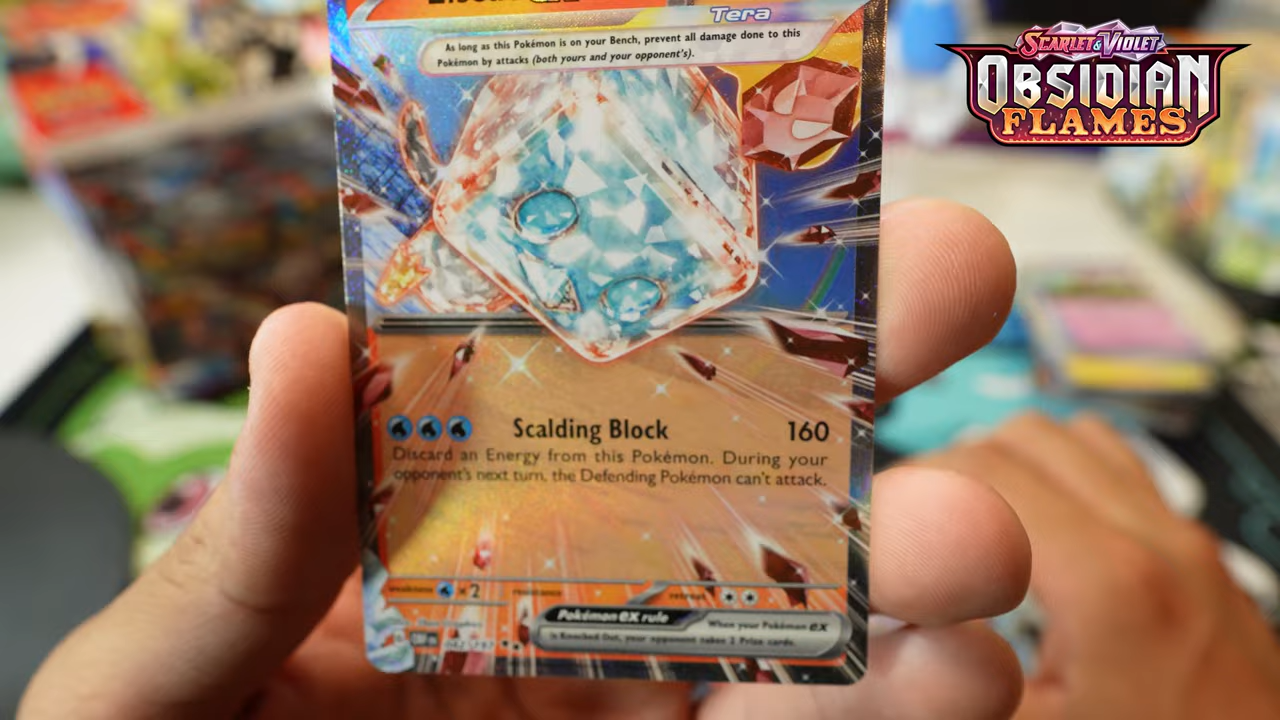 Tera
As long as this Pokémon is on your Bench, prevent all damage done to this
Pokémon by attacks (both yours and your opponent's).
SCARLET & VIOLET
OBSIDIAN
FLAMES
Scalding Block 160
Discard an Energy from this Pokémon. During your
opponent's next turn, the Defending Pokémon can't attack.
weakness ×2 resistance retreat
Pokémon ex rule
When your Pokémon ex
is Knocked Out, your opponent takes 2 Prize cards.